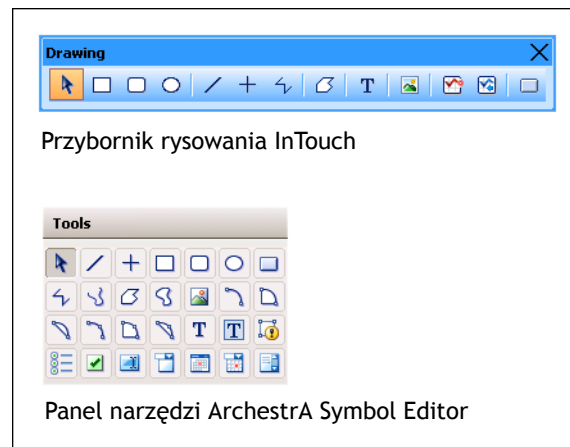 Drawing
T
Przybornik rysowania InTouch
Tools
T T
Panel narzędzi ArchestrA Symbol Editor